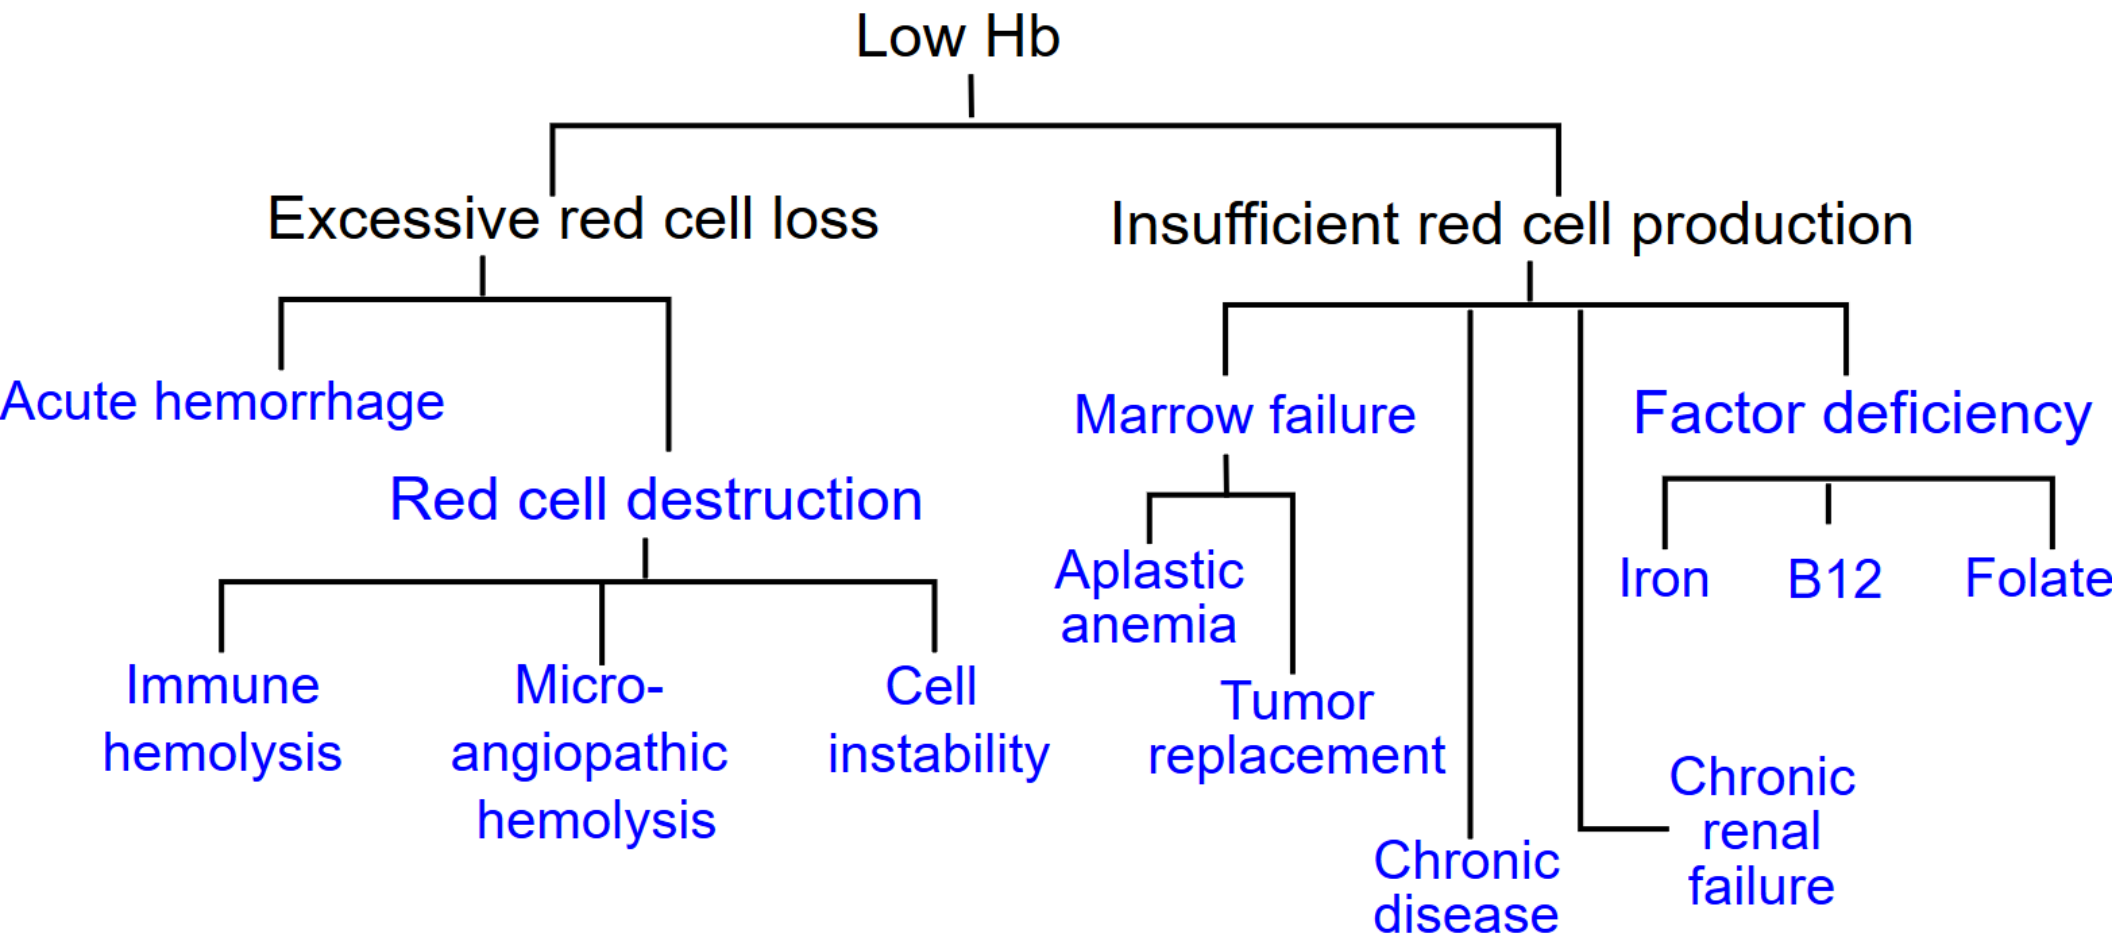 Low Hb
Excessive red cell loss
Insufficient red cell production
Acute hemorrhage
Red cell destruction
Immune
hemolysis
Micro-
angiopathic
hemolysis
Cell
instability
Marrow failure
Aplastic
anemia
Tumor
replacement
Chronic
disease
Chronic
renal
failure
Factor deficiency
Iron
B12
Folate